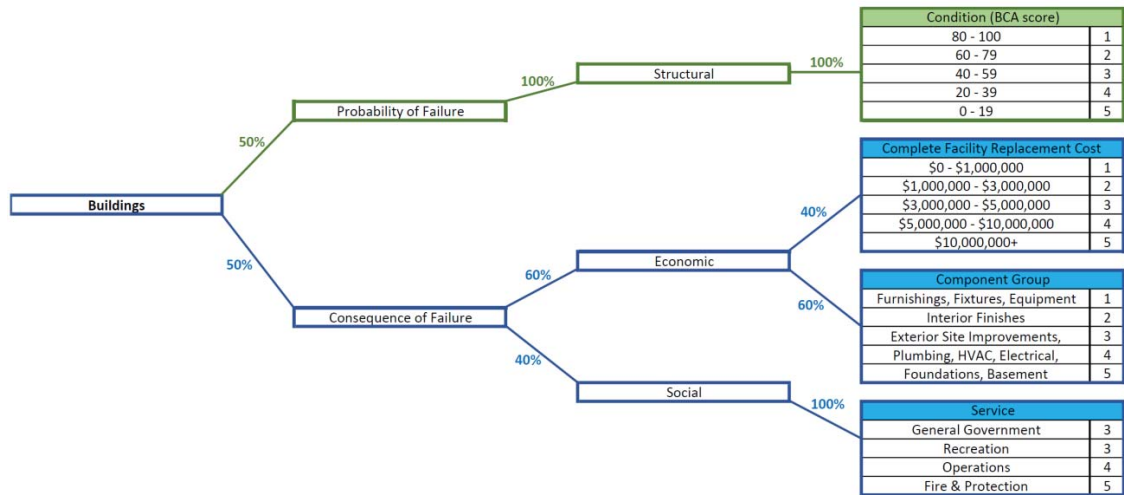 Condition (BCA score)
80 - 100 1
60 - 79 2
40 - 59 3
20 - 39 4
0 - 19 5
100%
Structural
100%
Probability of Failure
50%
Buildings
50%
Consequence of Failure
60%
Economic
40%
Complete Facility Replacement Cost
$0 - $1,000,000 1
$1,000,000 - $3,000,000 2
$3,000,000 - $5,000,000 3
$5,000,000 - $10,000,000 4
$10,000,000+ 5
60%
Component Group
Furnishings, Fixtures, Equipment 1
Interior Finishes 2
Exterior Site Improvements, 3
Plumbing, HVAC, Electrical, 4
Foundations, Basement 5
40%
Social
100%
Service
General Government 3
Recreation 3
Operations 4
Fire & Protection 5